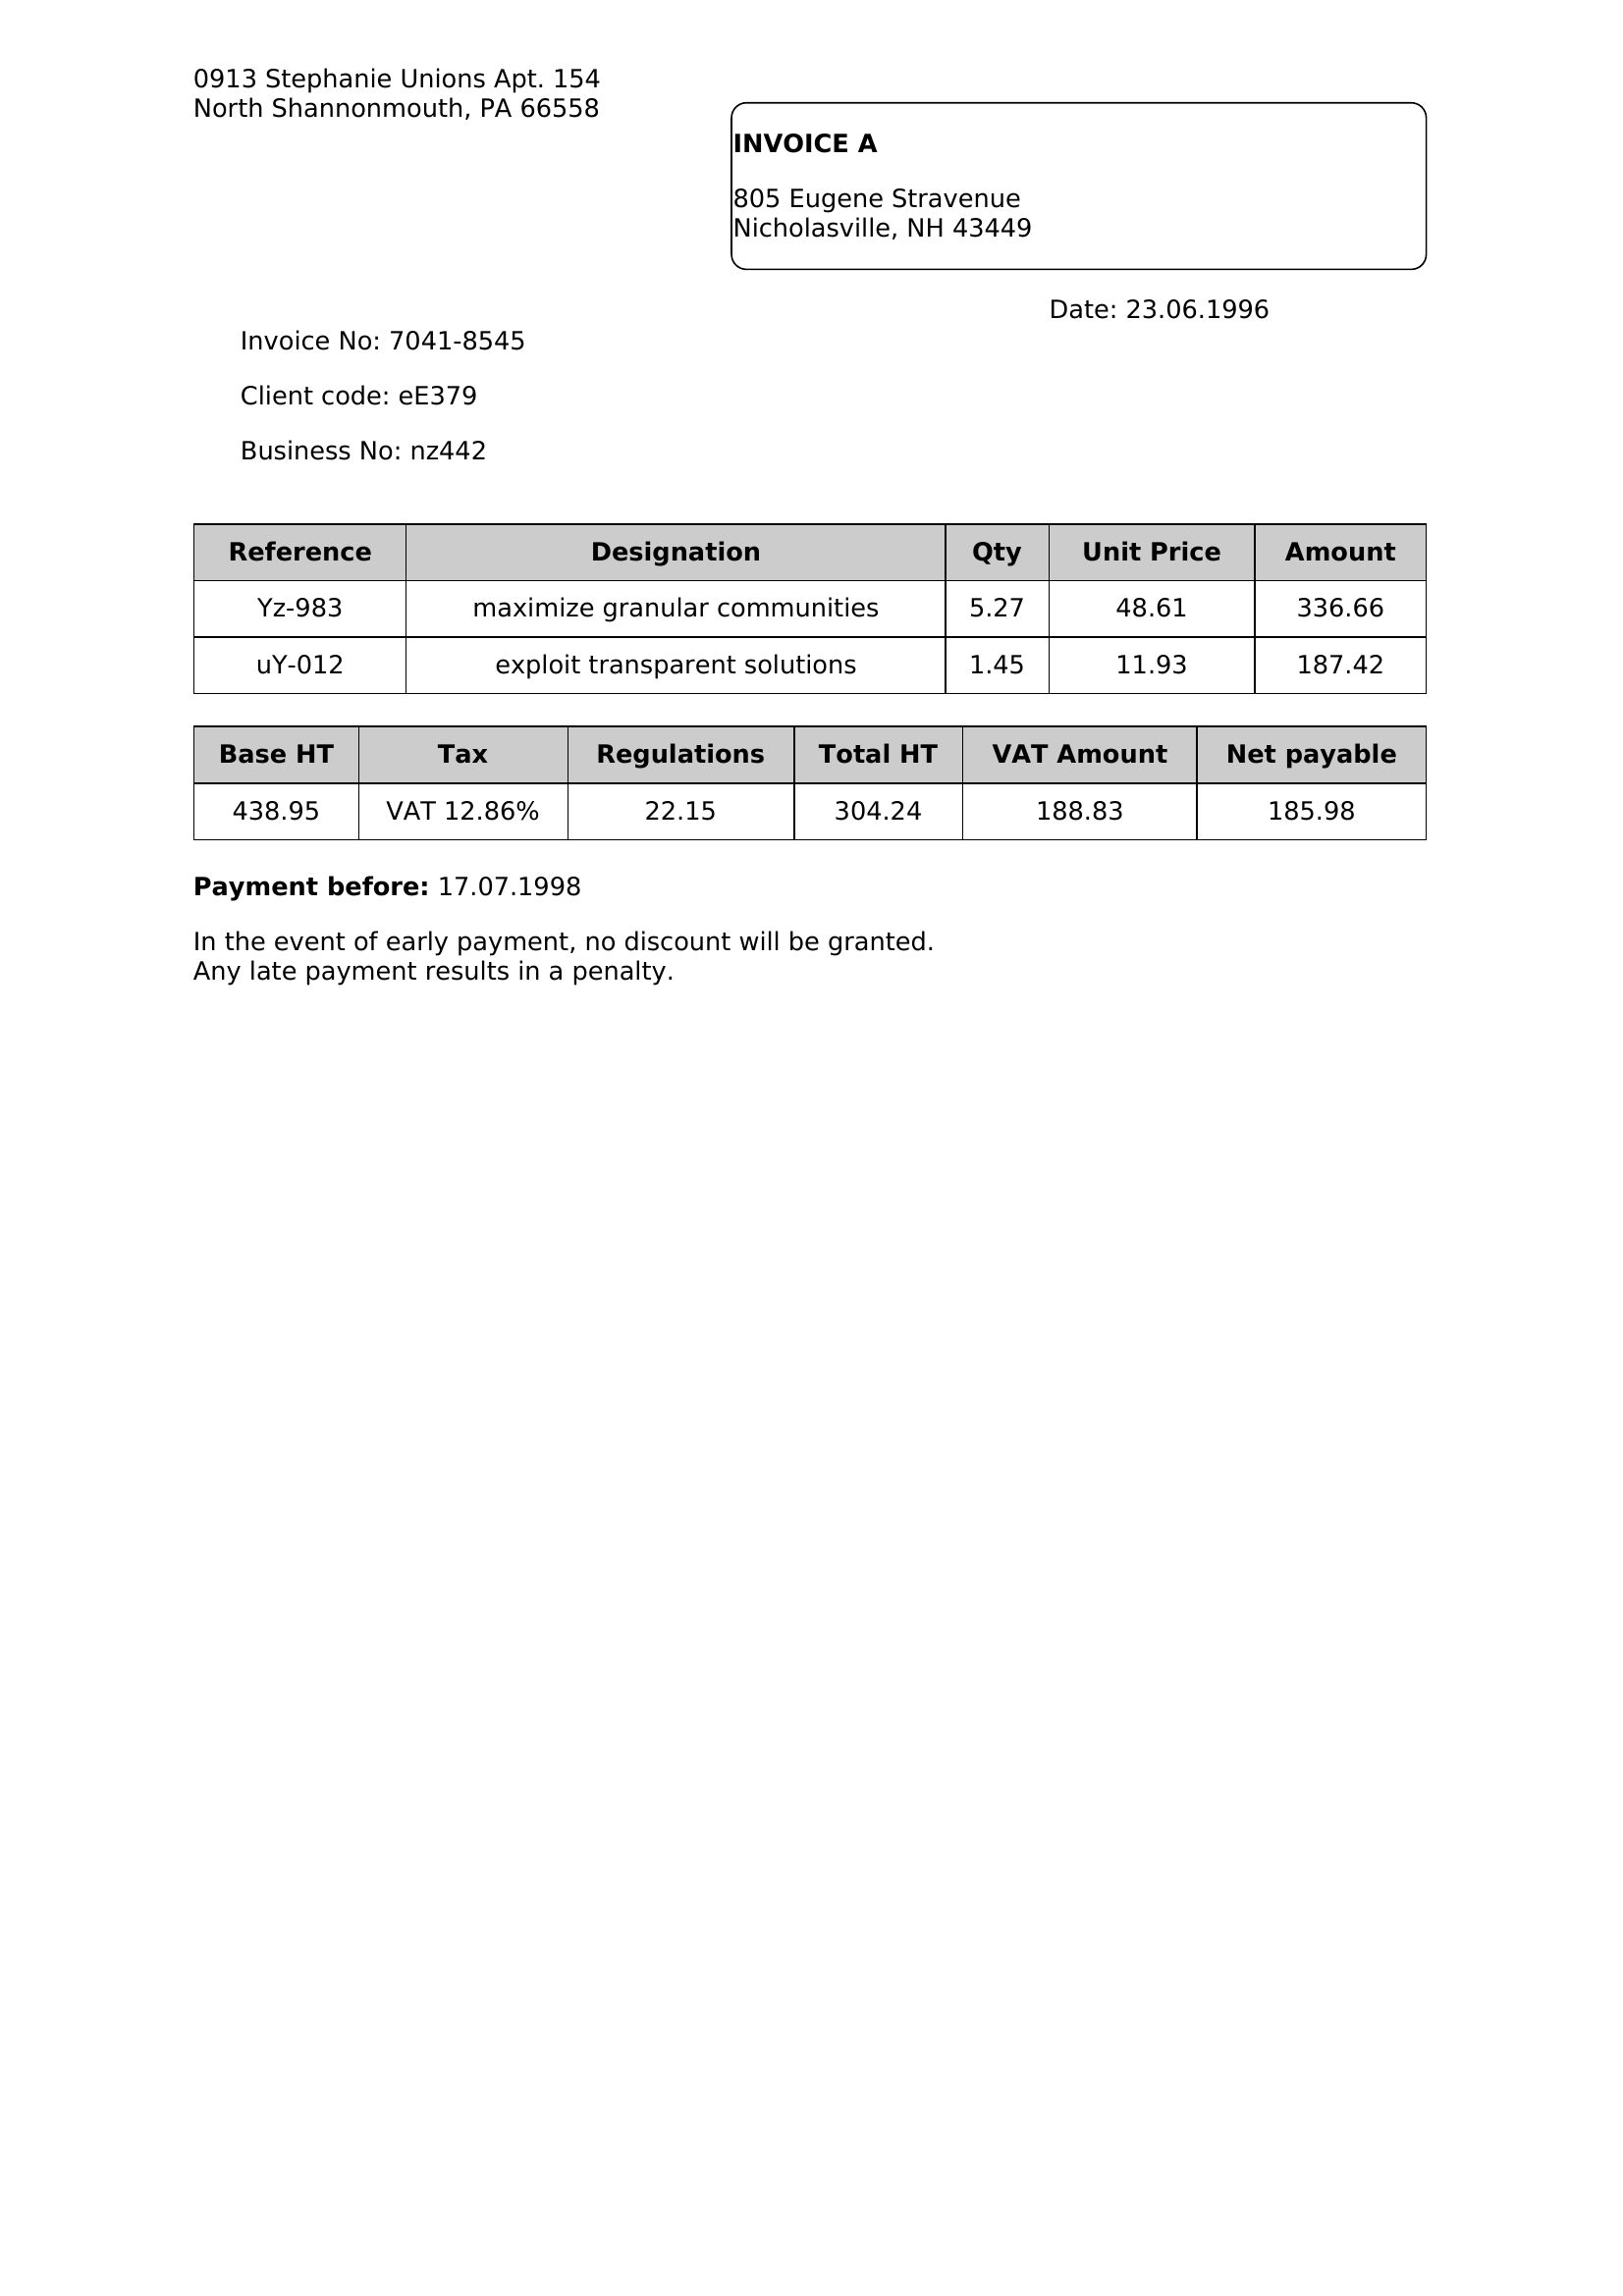 0913 Stephanie Unions Apt. 154
North Shannonmouth, PA 66558
INVOICE A
805 Eugene Stravenue
Nicholasville, NH 43449
Date: 23.06.1996
Invoice No: 7041-8545
Client code: eE379
Business No: nz442
Reference Designation Qty Unit Price Amount
Yz-983 maximize granular communities 5.27 48.61 336.66
uY-012 exploit transparent solutions 1.45 11.93 187.42
Base HT Tax Regulations Total HT VAT Amount Net payable
438.95 VAT 12.86% 22.15 304.24 188.83 185.98
Payment before: 17.07.1998
In the event of early payment, no discount will be granted.
Any late payment results in a penalty.